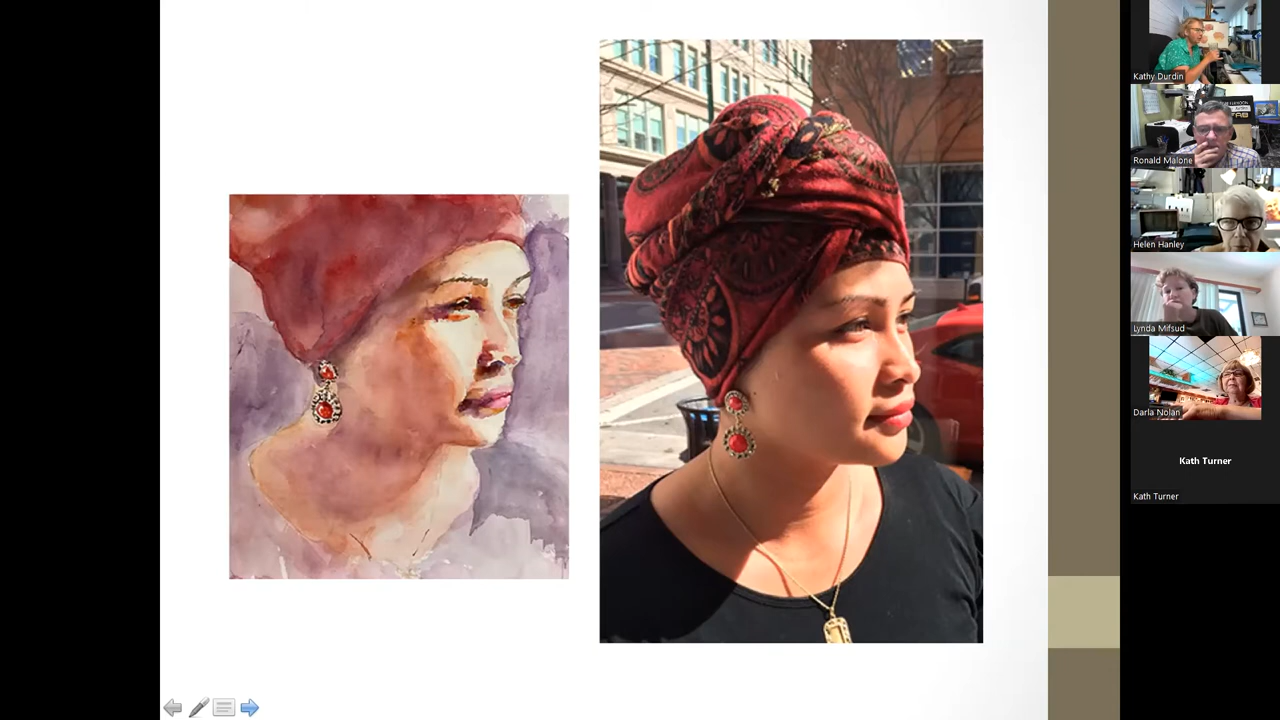 Kathy Durdin
Ronald Malone
Helen Hanley
Lynda Mifsud
Darla Nolan
Kath Turner
Kath Turner